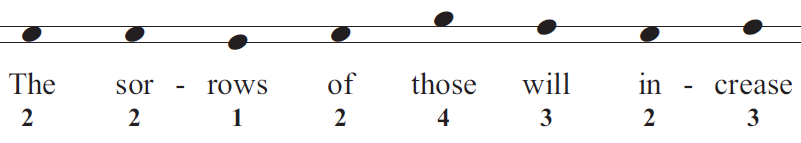 The sor - rows of those will in - crease
2 2 1 2 4 3 2 3